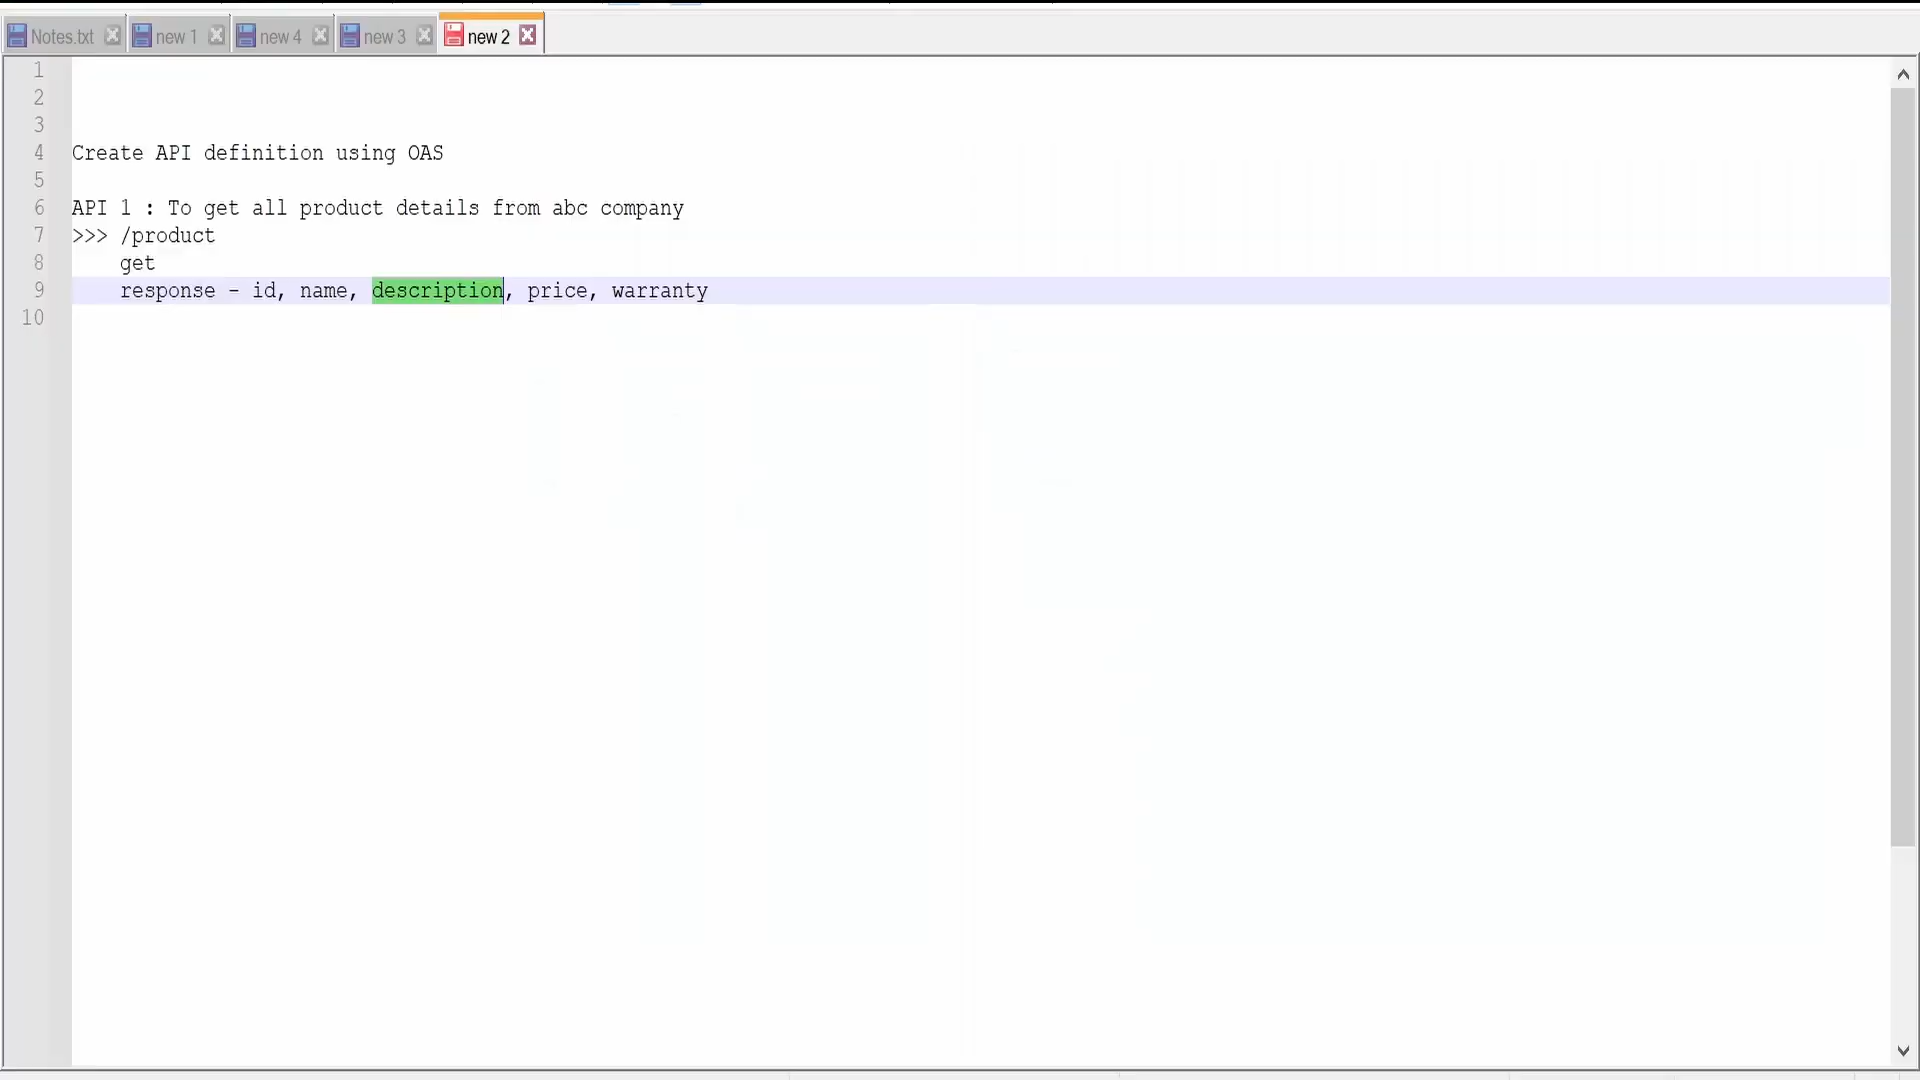 Notes.txt new 1 new 4 new 3 new 2
1
2
3
4 Create API definition using OAS
5
6 API 1 : To get all product details from abc company
7 >>> /product
8 get
9 response - id, name, description, price, warranty
10